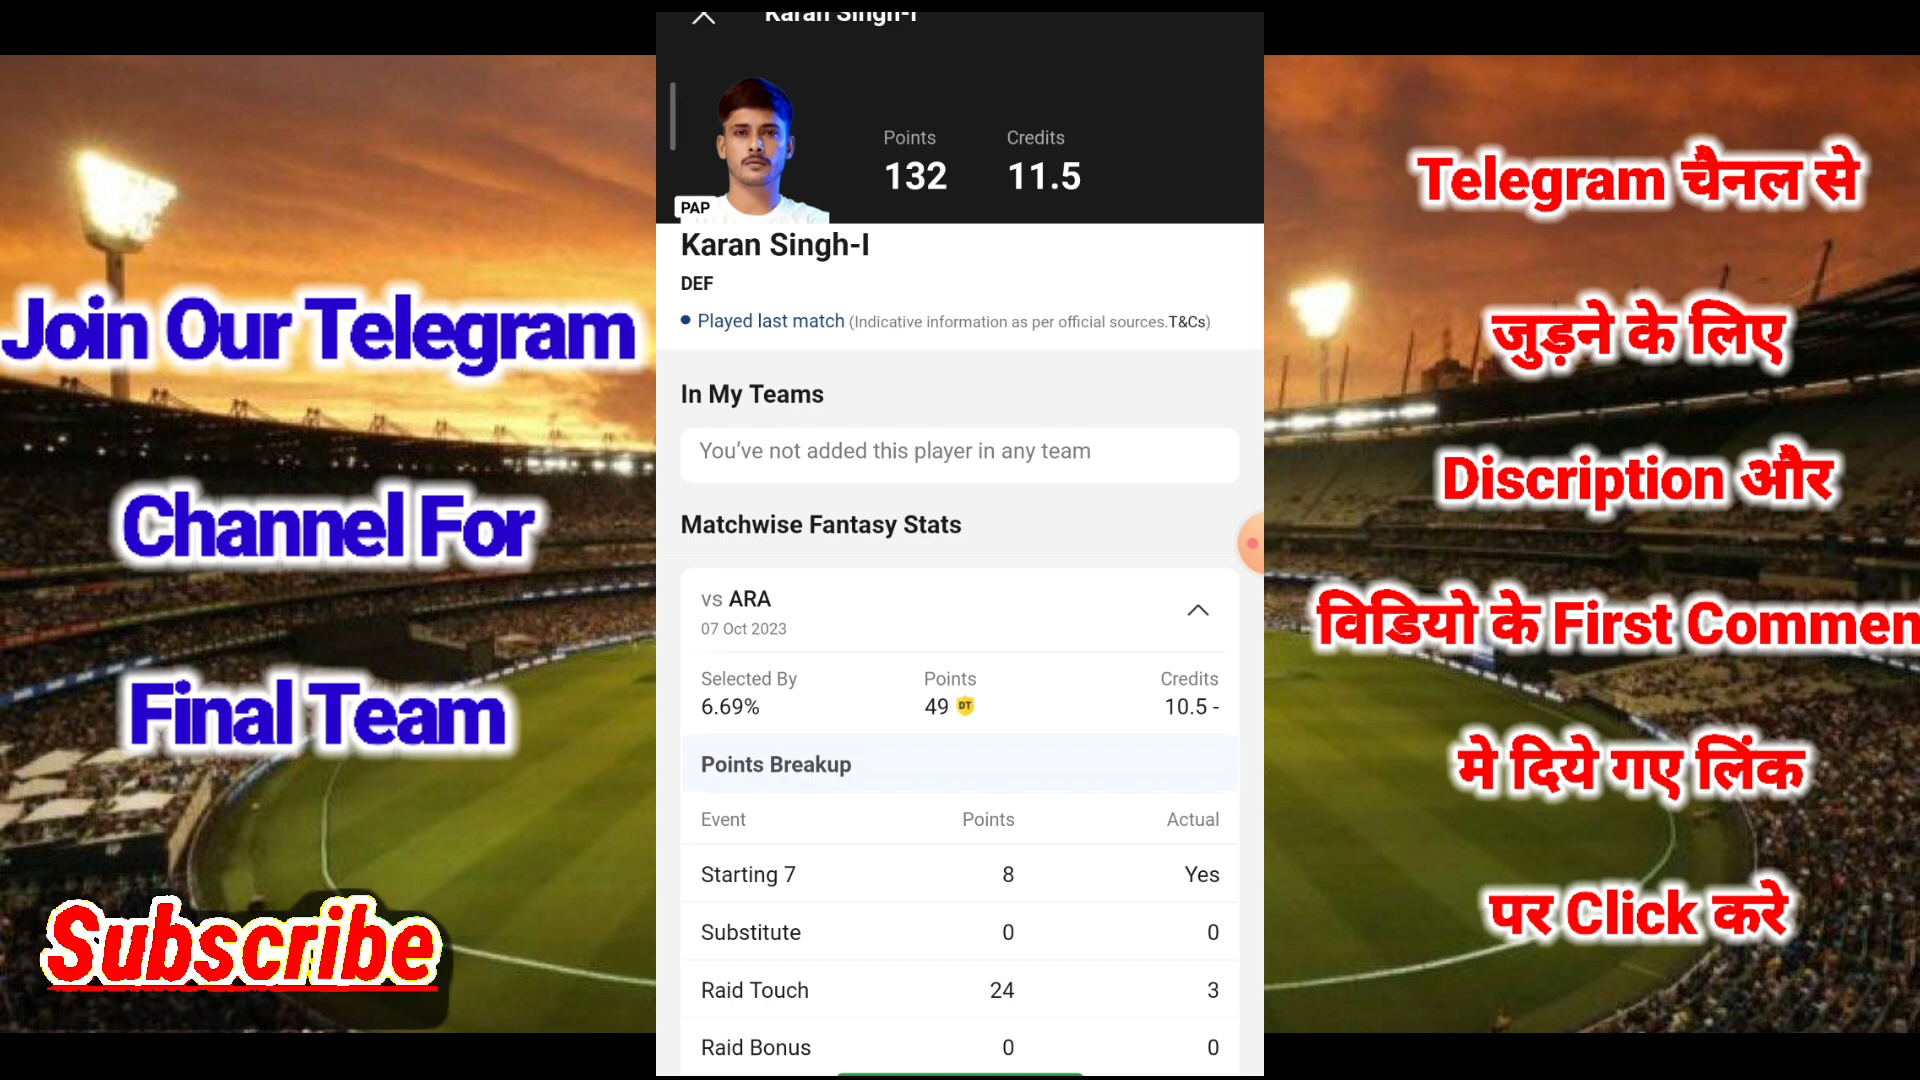 Karan Singh-I
Points
Credits
132
11.5
PAP
Karan Singh-I
DEF
Played last match (Indicative information as per official sources.T&Cs)
In My Teams
You’ve not added this player in any team
Matchwise Fantasy Stats
vs ARA
07 Oct 2023
Selected By
Points
Credits
6.69%
49 DT
10.5 -
Points Breakup
Event
Points
Actual
Starting 7
8
Yes
Substitute
0
0
Raid Touch
24
3
Raid Bonus
0
0
Join Our Telegram
Channel For
Final Team
Subscribe
Telegram चैनल से
जुड़ने के लिए
Discription और
विडियो के First Commen
मे दिये गए लिंक
पर Click करे